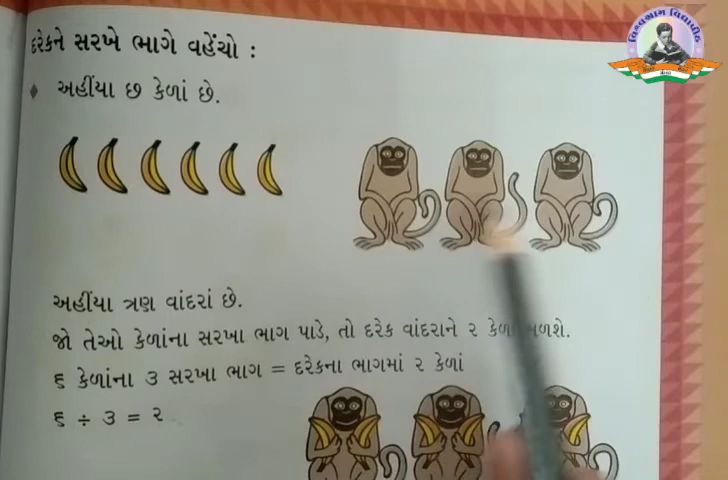 દરેકને સરખે ભાગે વહેંચો :
અહીંયા છ કેળાં છે.
અહીંયા ત્રણ વાંદરાં છે.
જો તેઓ કેળાંના સરખા ભાગ પાડે, તો દરેક વાંદરાને ૨
૬ કેળાંના ૩ સરખા ભાગ = દરેકના ભાગમાં ૨ કેળાં
૬ ÷ ૩ = ૨